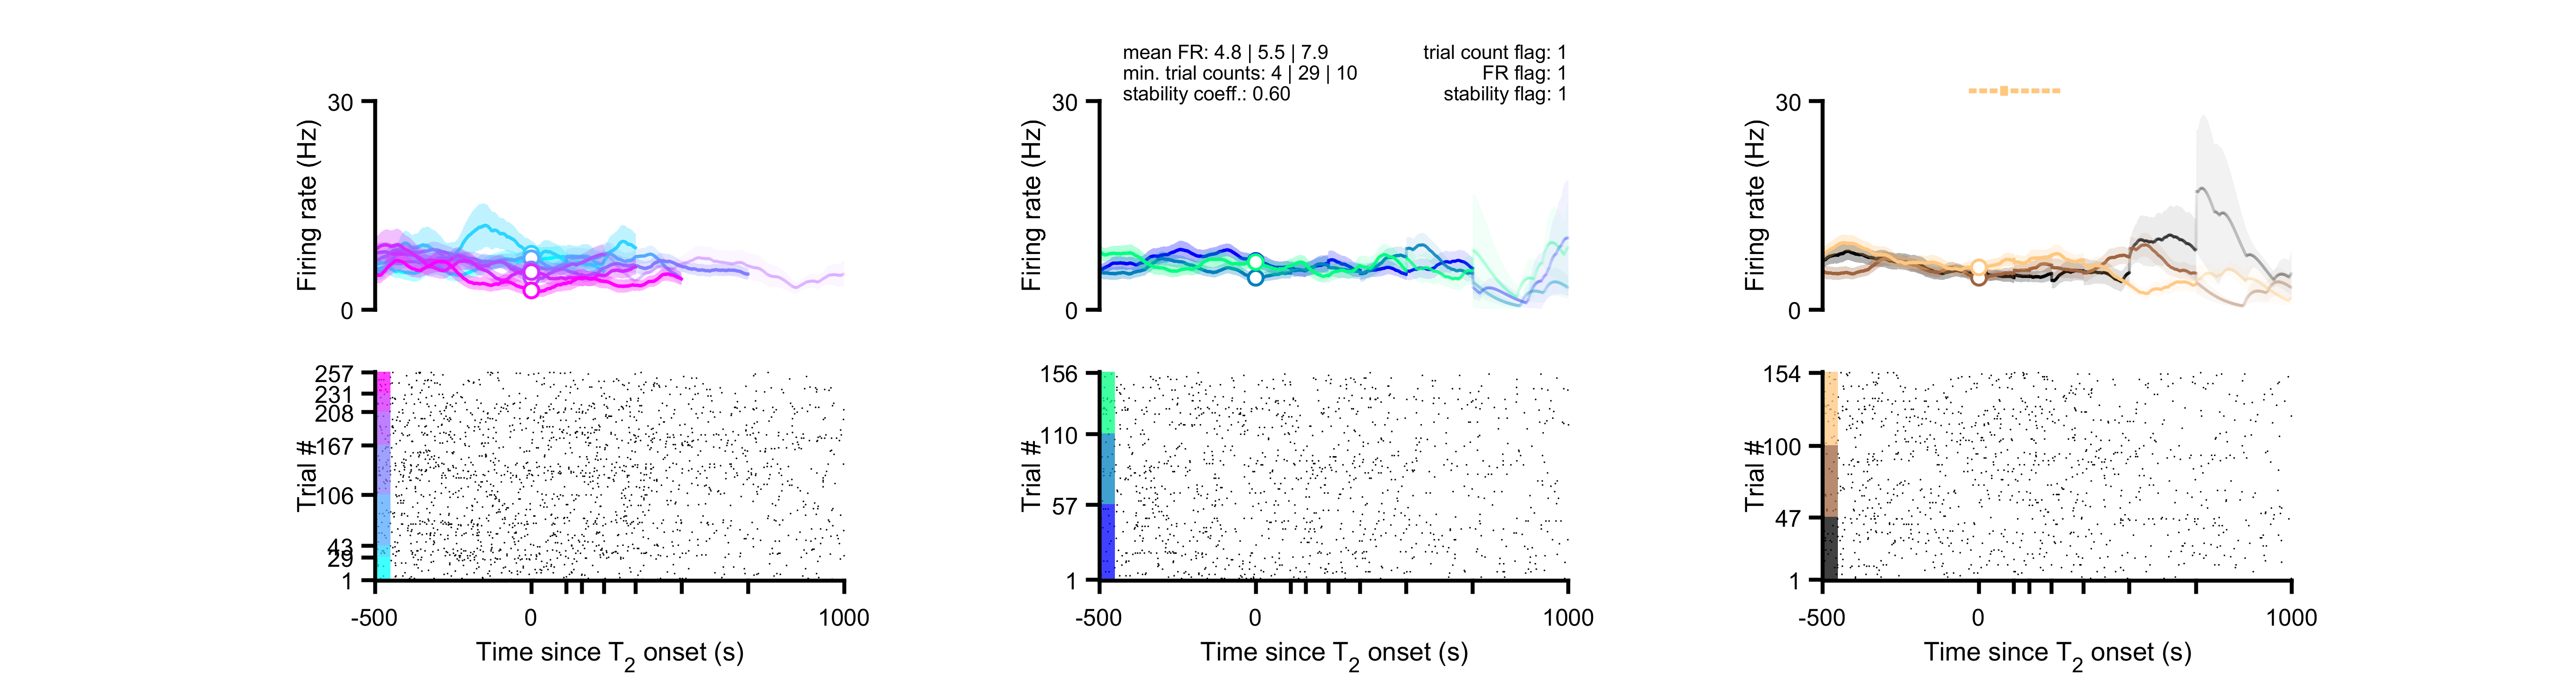 mean FR: 4.8 | 5.5 | 7.9
min. trial counts: 4 | 29 | 10
stability coeff.: 0.60
trial count flag: 1
FR flag: 1
stability flag: 1
30
Firing rate (Hz)
0
257
231
208
167
106
43
29
1
Trial #
-500
0
1000
Time since T2 onset (s)
30
Firing rate (Hz)
0
156
110
57
1
Trial #
-500
0
1000
Time since T2 onset (s)
30
Firing rate (Hz)
0
154
100
47
1
Trial #
-500
0
1000
Time since T2 onset (s)